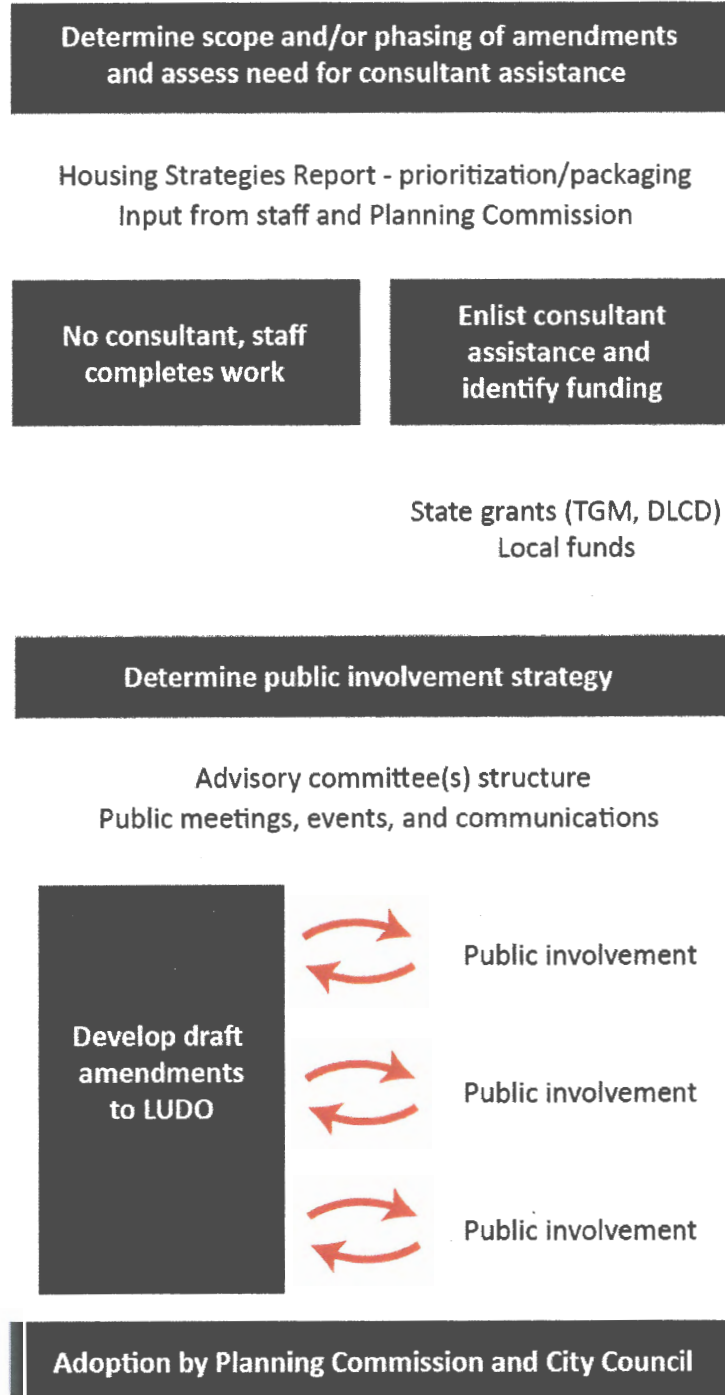 Determine scope and/or phasing of amendments
and assess need for consultant assistance
Housing Strategies Report - prioritization/packaging
Input from staff and Planning Commission
No consultant, staff
completes work
Enlist consultant
assistance and
identify funding
State grants (TGM, DLCD)
Local funds
Determine public involvement strategy
Advisory committee(s) structure
Public meetings, events, and communications
Develop draft
amendments
to LUDO
Public involvement
Public involvement
Public involvement
Adoption by Planning Commission and City Council